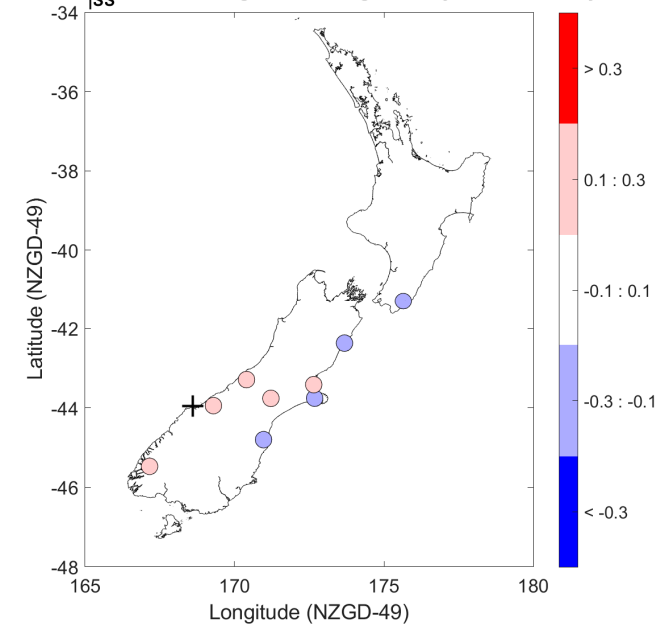 -34
-36
-38
-40
-42
-44
-46
-48
165
170
175
180
Latitude (NZGD-49)
Longitude (NZGD-49)
> 0.3
0.1 : 0.3
-0.1 : 0.1
-0.3 : -0.1
< -0.3